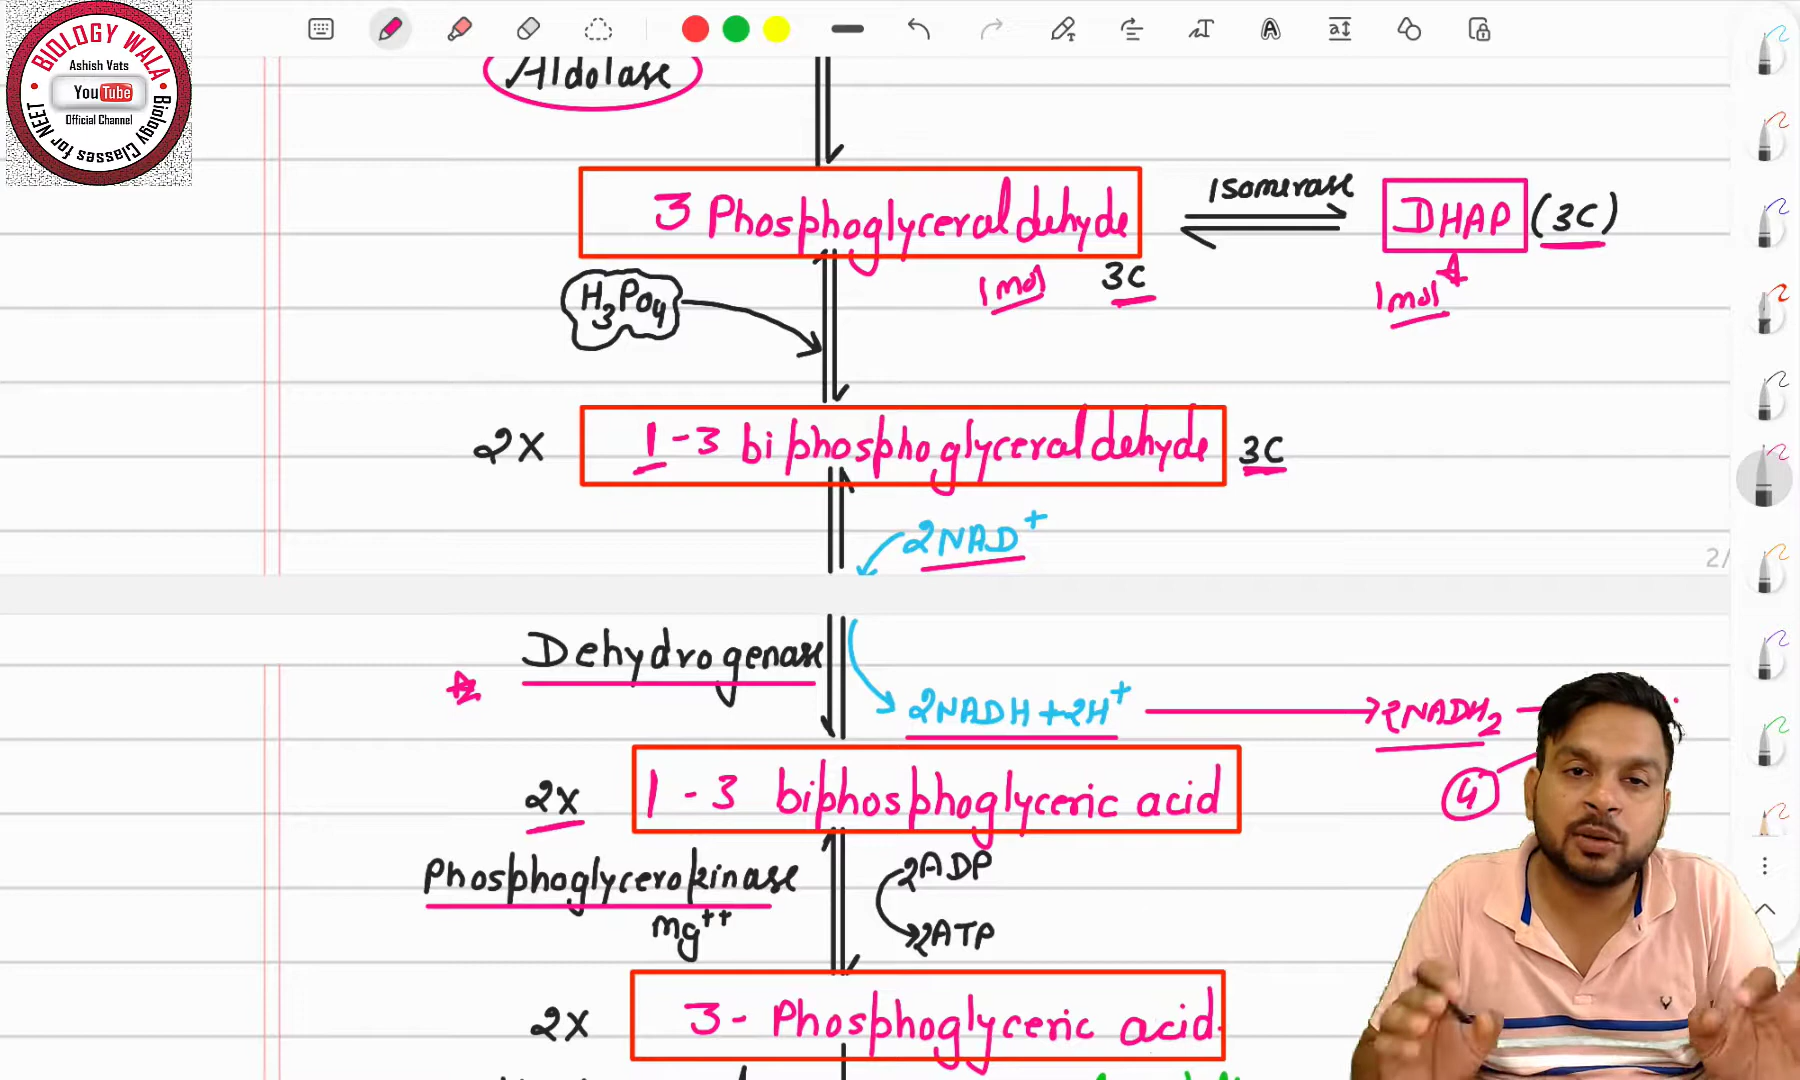 BIOLOGY WALA
Ashish Vats
YouTube
Official Channel
Biology Classes for NEET
Aldolase
3 Phosphoglyceraldehyde
Isomerase
DHAP (3C)
1mol 3C
1mol
H3PO4
2X 1-3 biphosphoglyceraldehyde 3C
2NAD+
2/
Dehydrogenase
2NADH+2H+
2NADH2
2X 1-3 biphosphoglyceric acid
4
Phosphoglycerokinase
2ADP
mg++
2ATP
2X 3-Phosphoglyceric acid